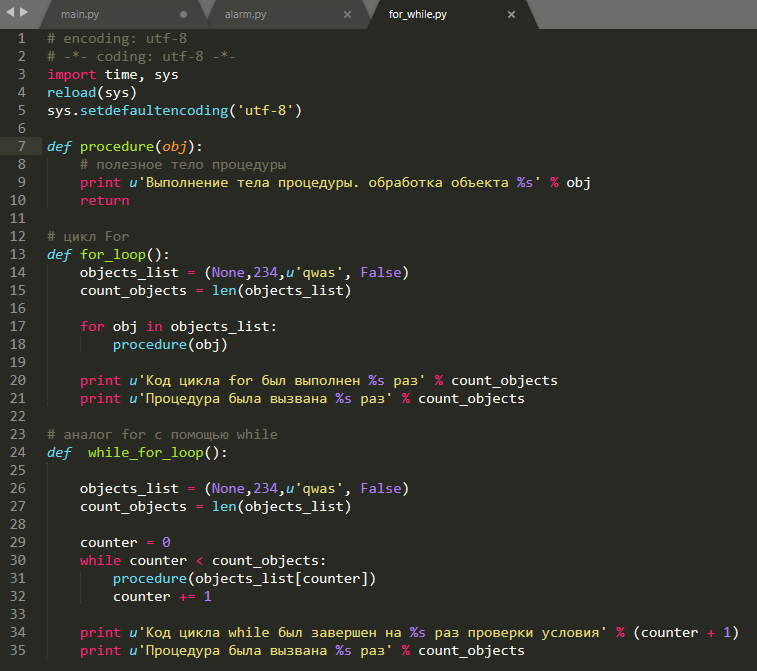 main.py alarm.py for_while.py
1 # encoding: utf-8
2 # -*- coding: utf-8 -*-
3 import time, sys
4 reload(sys)
5 sys.setdefaultencoding('utf-8')
6
7 def procedure(obj):
8 # полезное тело процедуры
9 print u'Выполнение тела процедуры. обработка объекта %s' % obj
10 return
11
12 # цикл For
13 def for_loop():
14 objects_list = (None,234,u'qwas', False)
15 count_objects = len(objects_list)
16
17 for obj in objects_list:
18 procedure(obj)
19
20 print u'Код цикла for был выполнен %s раз' % count_objects
21 print u'Процедура была вызвана %s раз' % count_objects
22
23 # аналог for с помощью while
24 def  while_for_loop():
25
26 objects_list = (None,234,u'qwas', False)
27 count_objects = len(objects_list)
28
29 counter = 0
30 while counter < count_objects:
31 procedure(objects_list[counter])
32 counter += 1
33
34 print u'Код цикла while был завершен на %s раз проверки условия' % (counter + 1)
35 print u'Процедура была вызвана %s раз' % count_objects